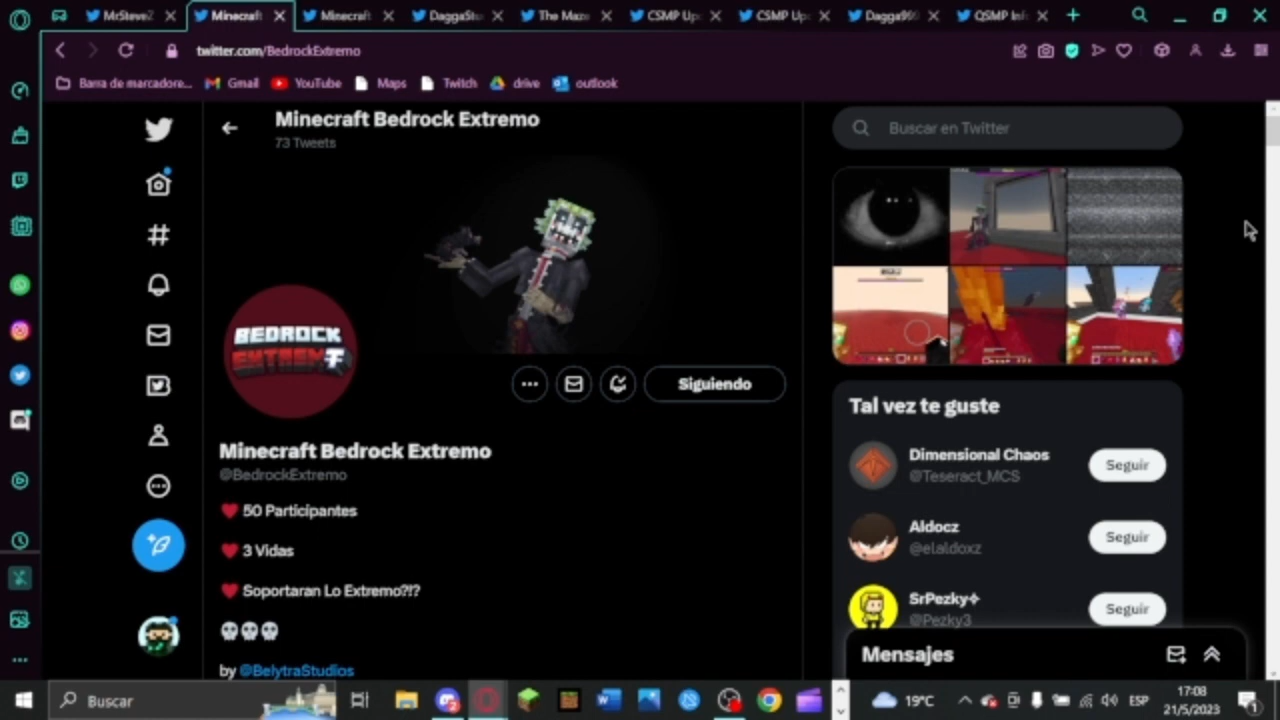 MrSteveZ
Minecraft
Minecraft
DaggaStu
The Maze
CSMP Up
CSMP Up
Dagga999
QSMP Inf
twitter.com/BedrockExtremo
Barra de marcadore...
Gmail
YouTube
Maps
Twitch
drive
outlook
Minecraft Bedrock Extremo
73 Tweets
Buscar en Twitter
BEDROCK
EXTREMO
Siguiendo
Minecraft Bedrock Extremo
@BedrockExtremo
50 Participantes
3 Vidas
Soportaran Lo Extremo?!?
by @BelytraStudios
Tal vez te guste
Dimensional Chaos
@Teseract_MCS
Seguir
Aldocz
@elaldoxz
Seguir
SrPezky
@Pezky3
Seguir
Mensajes
Buscar
19°C
ESP
17:08
21/5/2023